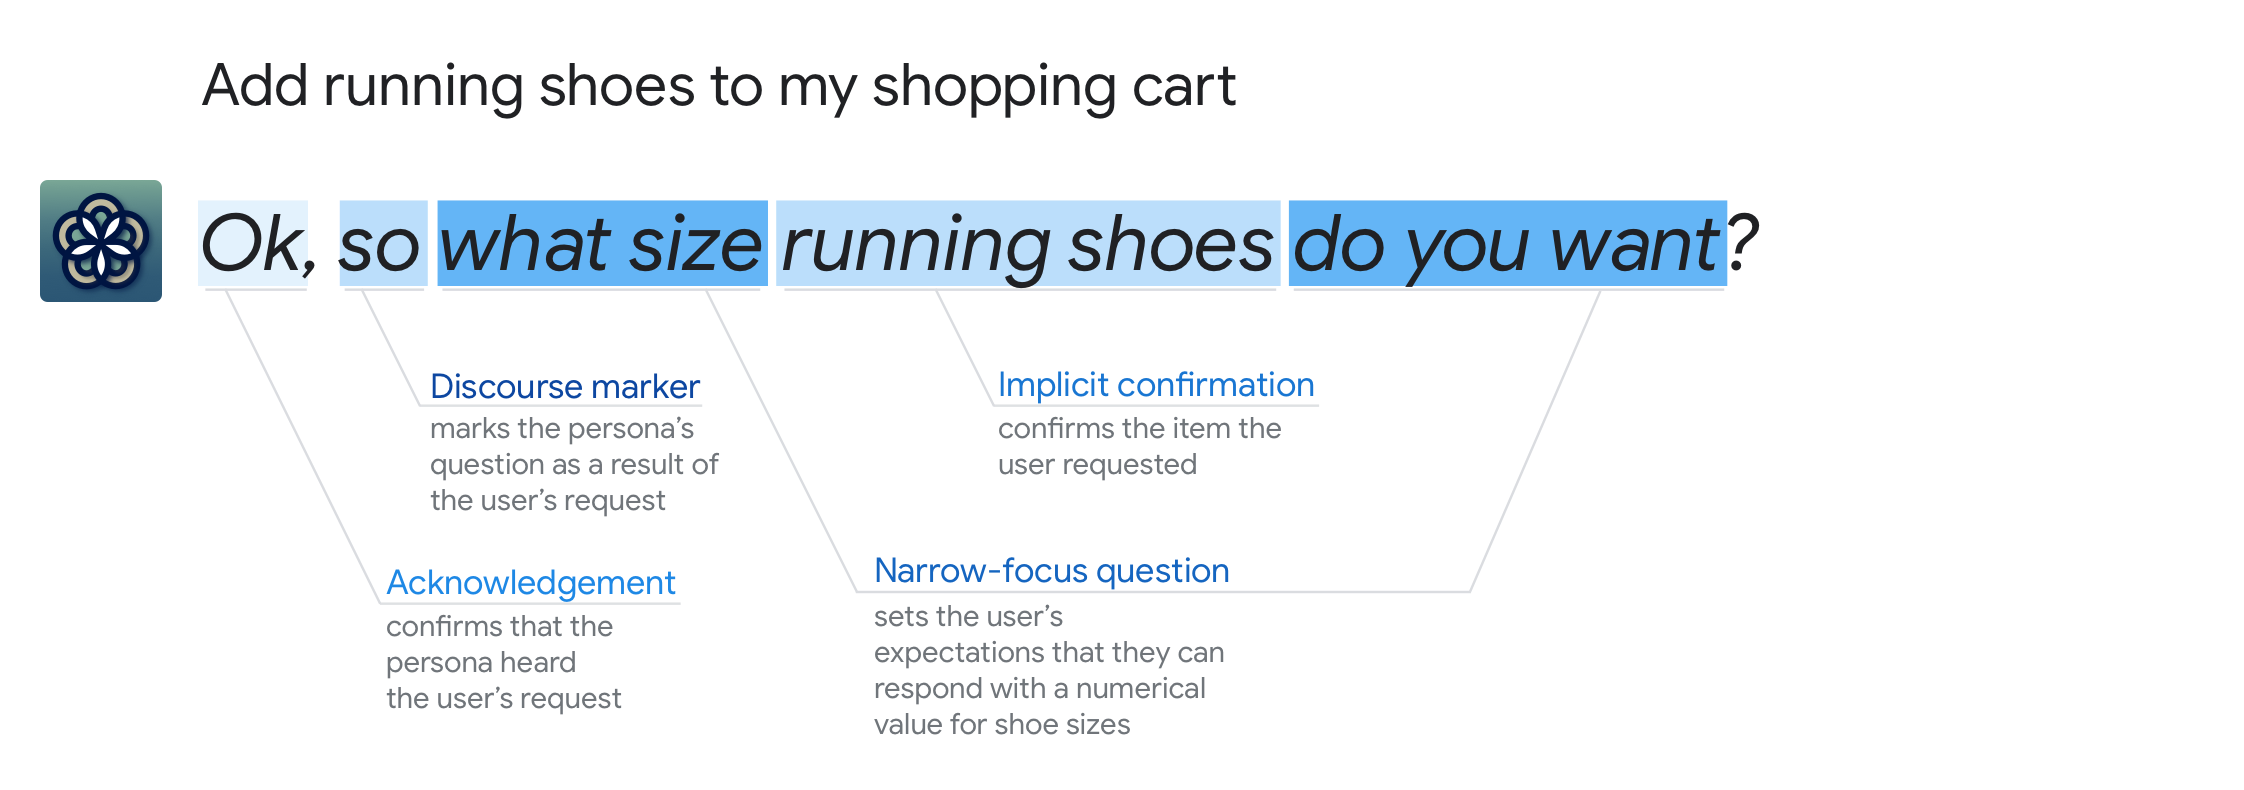 Add running shoes to my shopping cart
Ok, so what size running shoes do you want?
Discourse marker
marks the persona’s
question as a result of
the user’s request
Implicit confirmation
confirms the item the
user requested
Acknowledgement
confirms that the
persona heard
the user’s request
Narrow-focus question
sets the user’s
expectations that they can
respond with a numerical
value for shoe sizes